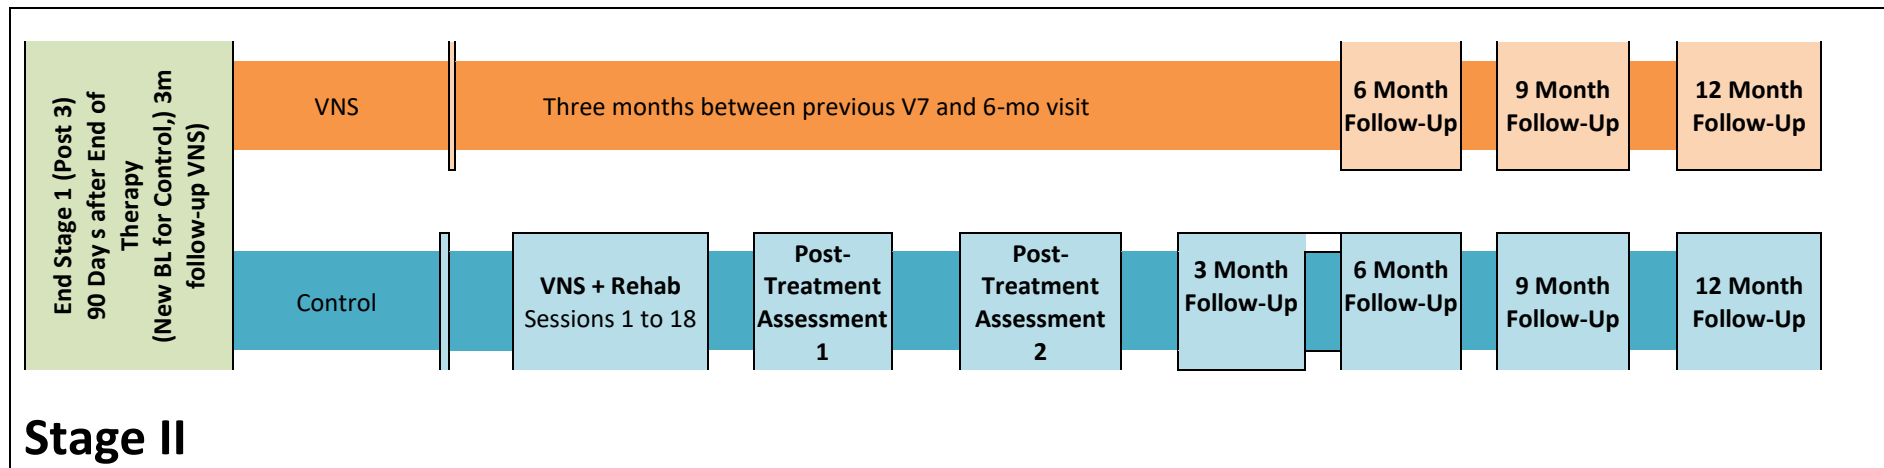 End Stage 1 (Post 3)
90 Day s after End of
Therapy
(New BL for Control,) 3m
follow-up VNS)
VNS
Three months between previous V7 and 6-mo visit
6 Month
Follow-Up
9 Month
Follow-Up
12 Month
Follow-Up
Control
VNS + Rehab
Sessions 1 to 18
Post-
Treatment
Assessment
1
Post-
Treatment
Assessment
2
3 Month
Follow-Up
6 Month
Follow-Up
9 Month
Follow-Up
12 Month
Follow-Up
Stage II